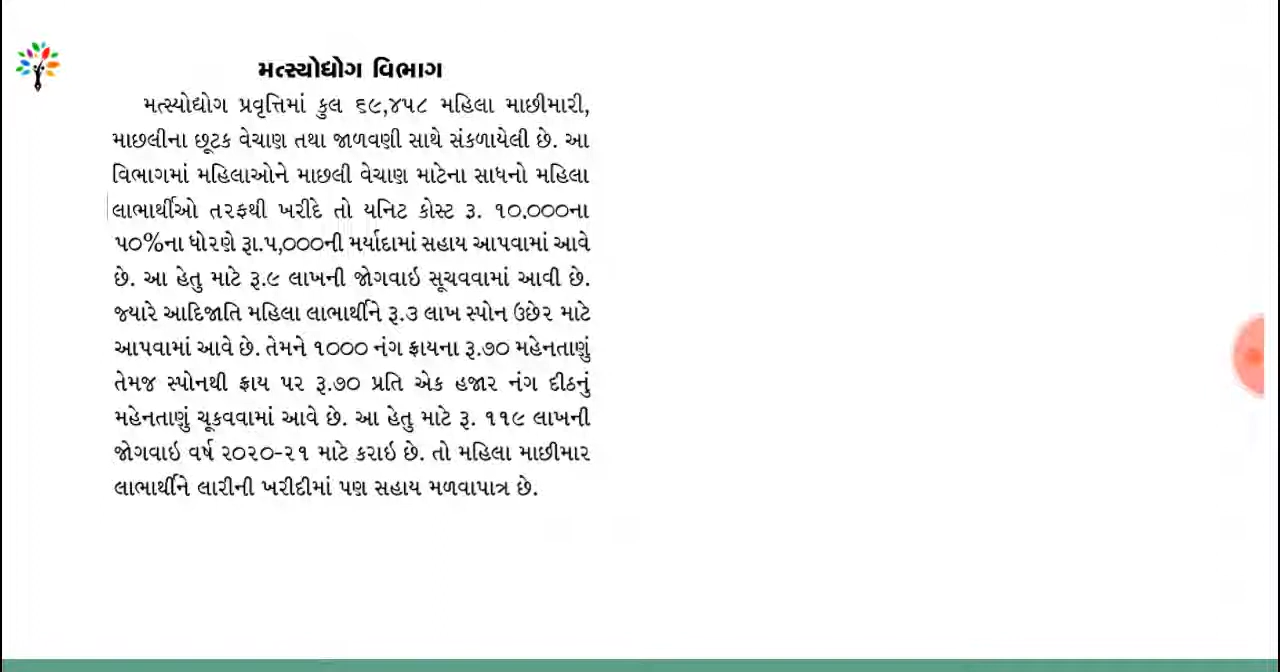 મત્સ્યોદ્યોગ વિભાગ
મત્સ્યોદ્યોગ પ્રવૃત્તિમાં કુલ ૬૯,૪૫૮ મહિલા માછીમારી,
માછલીના છૂટક વેચાણ તથા જાળવણી સાથે સંકળાયેલી છે. આ
વિભાગમાં મહિલાઓને માછલી વેચાણ માટેના સાધનો મહિલા
લાભાર્થીઓ તરફથી ખરીદે તો યનિટ કોસ્ટ રૂ. ૧૦.૦૦૦ના
૫૦%ના ધોરણે રૂા.૫,૦૦૦ની મર્યાદામાં સહાય આપવામાં આવે
છે. આ હેતુ માટે રૂ.૯ લાખની જોગવાઇ સૂચવવામાં આવી છે.
જ્યારે આદિજાતિ મહિલા લાભાર્થીને રૂ.૩ લાખ સ્પોન ઉછેર માટે
આપવામાં આવે છે. તેમને ૧૦૦૦ નંગ ફ્રાયના રૂ.૭૦ મહેનતાણું
તેમજ સ્પોનથી ફ્રાય પર રૂ.૭૦ પ્રતિ એક હજાર નંગ દીઠનું
મહેનતાણું ચૂકવવામાં આવે છે. આ હેતુ માટે રૂ. ૧૧૯ લાખની
જોગવાઇ વર્ષ ૨૦૨૦-૨૧ માટે કરાઇ છે. તો મહિલા માછીમાર
લાભાર્થીને લારીની ખરીદીમાં પણ સહાય મળવાપાત્ર છે.